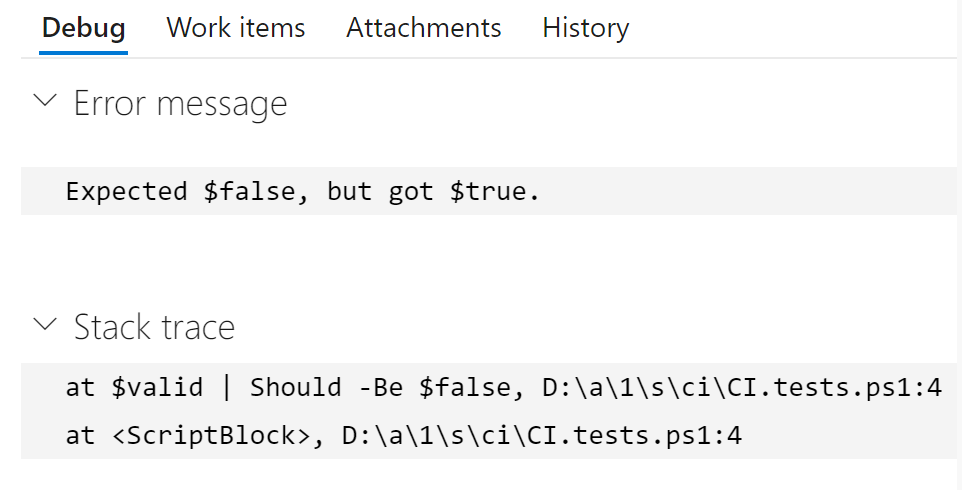 Debug Work items Attachments History
Error message
Expected $false, but got $true.
Stack trace
at $valid | Should -Be $false, D:\a\1\s\ci\CI.tests.ps1:4
at <ScriptBlock>, D:\a\1\s\ci\CI.tests.ps1:4